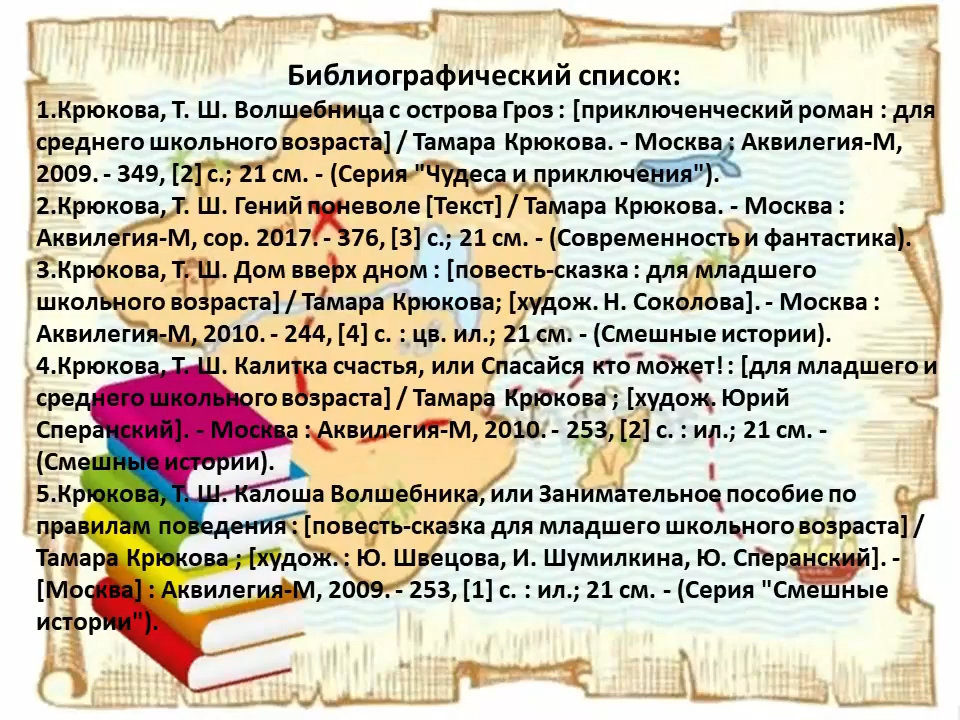 Библиографический список:
1.Крюкова, Т. Ш. Волшебница с острова Гроз : [приключенческий роман : для
среднего школьного возраста] / Тамара Крюкова. - Москва : Аквилегия-М,
2009. - 349, [2] с.; 21 см. - (Серия "Чудеса и приключения").
2.Крюкова, Т. Ш. Гений поневоле [Текст] / Тамара Крюкова. - Москва :
Аквилегия-М, сор. 2017. - 376, [3] с.; 21 см. - (Современность и фантастика).
3.Крюкова, Т. Ш. Дом вверх дном : [повесть-сказка : для младшего
школьного возраста] / Тамара Крюкова; [худож. Н. Соколова]. - Москва :
Аквилегия-М, 2010. - 244, [4] с. : цв. ил.; 21 см. - (Смешные истории).
4.Крюкова, Т. Ш. Калитка счастья, или Спасайся кто может! : [для младшего и
среднего школьного возраста] / Тамара Крюкова ; [худож. Юрий
Сперанский]. - Москва : Аквилегия-М, 2010. - 253, [2] с. : ил.; 21 см. -
(Смешные истории).
5.Крюкова, Т. Ш. Калоша Волшебника, или Занимательное пособие по
правилам поведения : [повесть-сказка для младшего школьного возраста] /
Тамара Крюкова ; [худож. : Ю. Швецова, И. Шумилкина, Ю. Сперанский]. -
[Москва] : Аквилегия-М, 2009. - 253, [1] с. : ил.; 21 см. - (Серия "Смешные
истории").